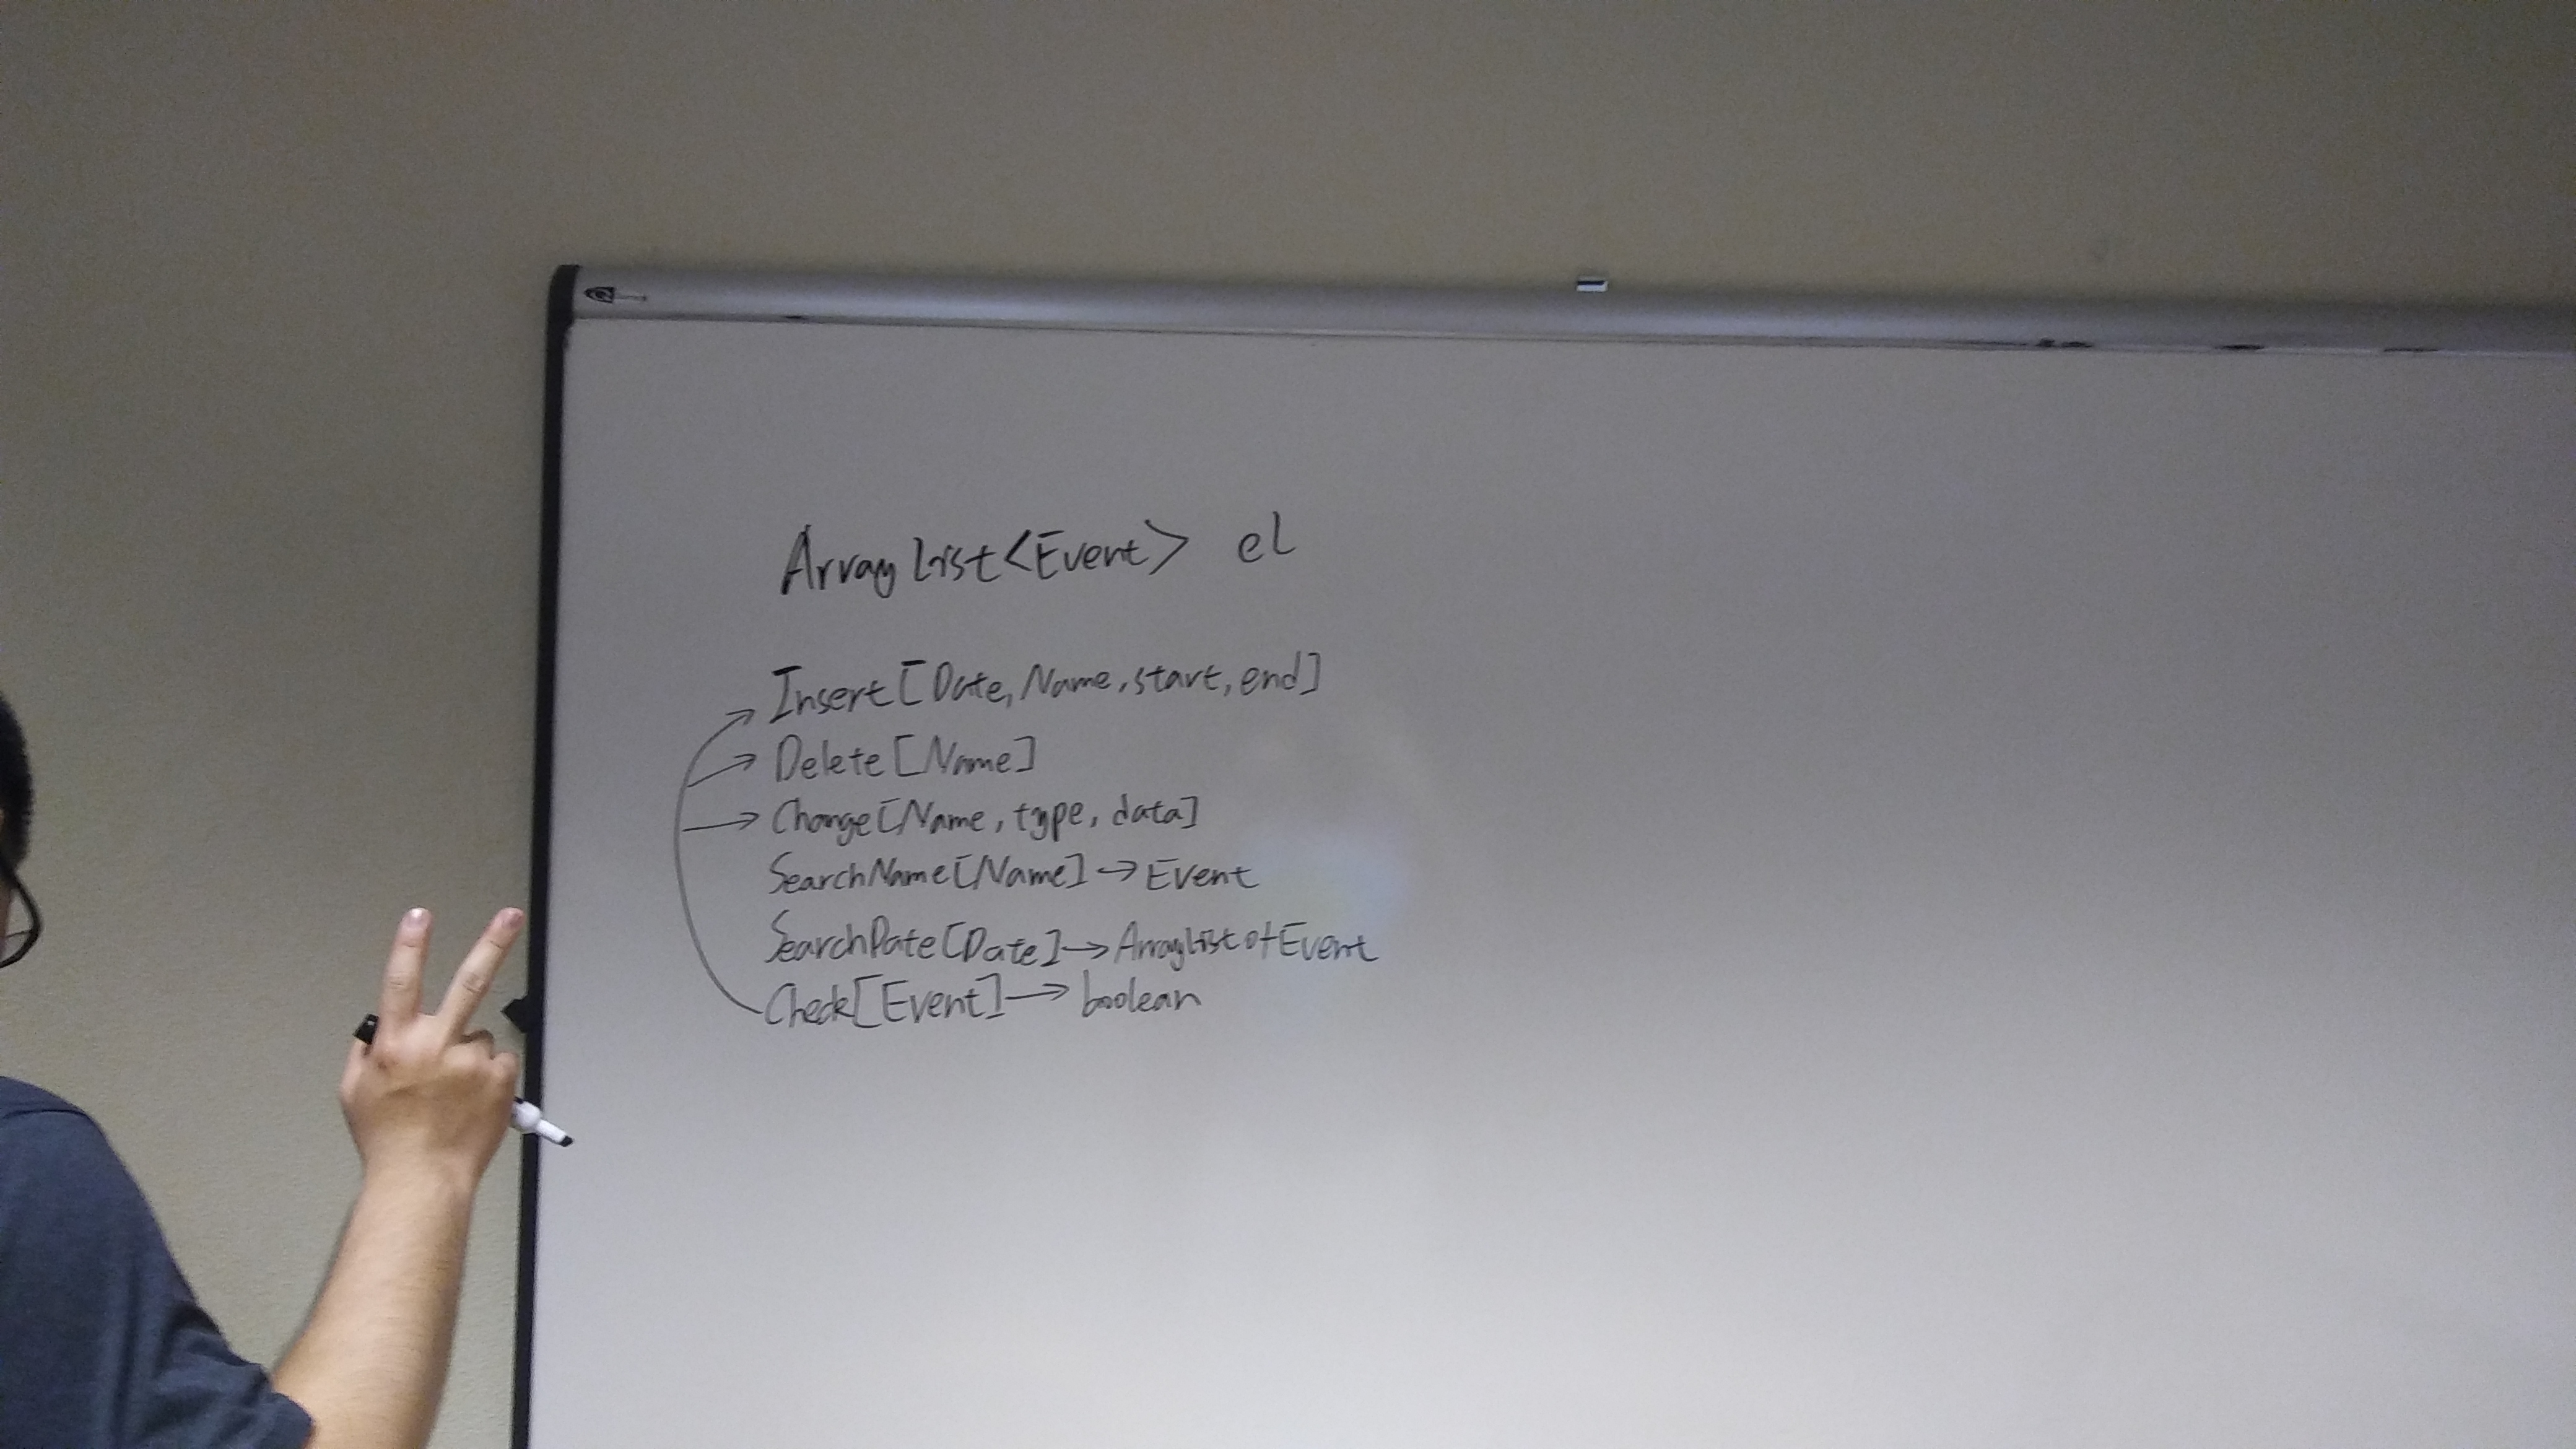 ArrayList<Event> el
Insert[Date, Name, start, end]
Delete[Name]
Change[Name, type, data]
SearchName[Name] → Event
SearchDate[Date] → ArrayList of Event
Check[Event] → boolean